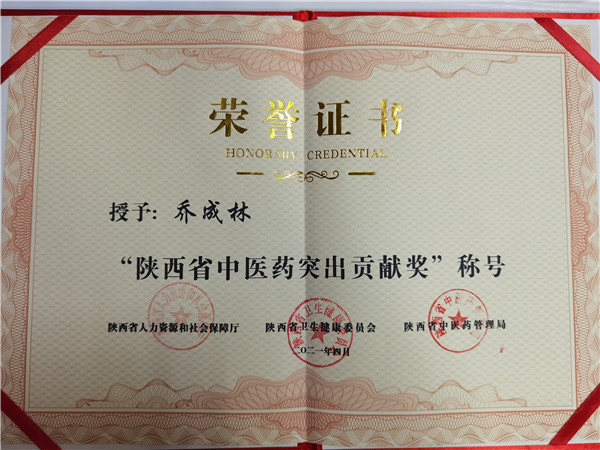 荣誉证书
HONORARY CREDENTIAL
授予：乔成林
“陕西省中医药突出贡献奖”称号
陕西省人力资源和社会保障厅 陕西省卫生健康委员会 陕西省中医药管理局
二〇二一年四月